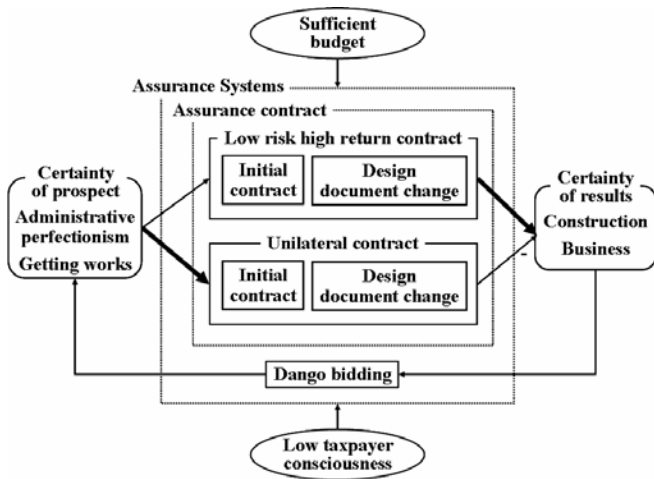 Sufficient
budget
Assurance Systems
Assurance contract
Low risk high return contract
Initial
contract
Design
document change
Certainty
of prospect
Administrative
perfectionism
Getting works
Certainty
of results
Construction
Business
Unilateral contract
Initial
contract
Design
document change
-
Dango bidding
Low taxpayer
consciousness